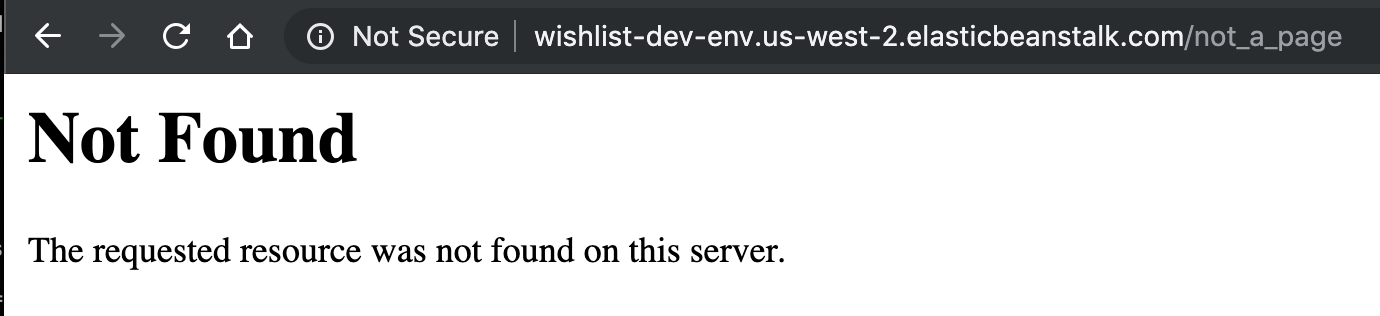 Not Secure | wishlist-dev-env.us-west-2.elasticbeanstalk.com/not_a_page
Not Found
The requested resource was not found on this server.